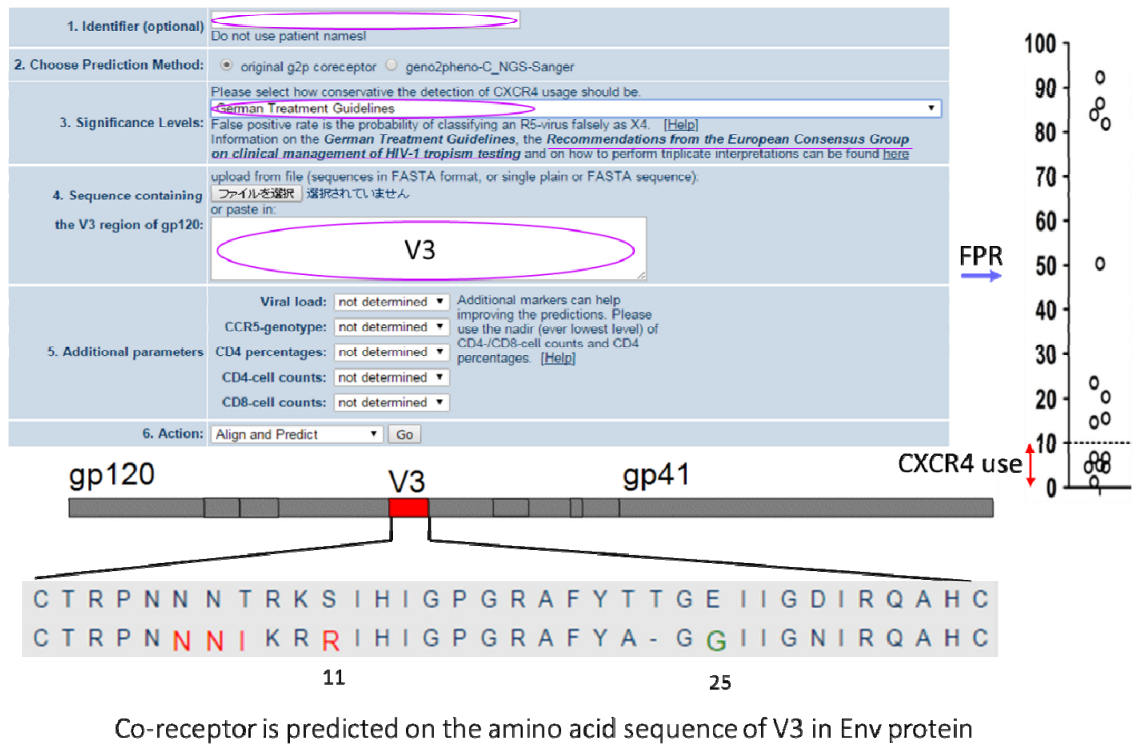 1. Identifier (optional)
Do not use patient names!
2. Choose Prediction Method:
original g2p coreceptor
geno2pheno-C_NGS-Sanger
3. Significance Levels:
Please select how conservative the detection of CXCR4 usage should be.
German Treatment Guidelines
False positive rate is the probability of classifying an R5-virus falsely as X4. [Help]
Information on the German Treatment Guidelines, the Recommendations from the European Consensus Group
on clinical management of HIV-1 tropism testing and on how to perform triplicate interpretations can be found here
4. Sequence containing
the V3 region of gp120:
upload from file (sequences in FASTA format, or single plain or FASTA sequence):
ファイルを選択 選択されていません
or paste in:
V3
5. Additional parameters
Viral load: not determined
CCR5-genotype: not determined
CD4 percentages: not determined
CD4-cell counts: not determined
CD8-cell counts: not determined
Additional markers can help
improving the predictions. Please
use the nadir (ever lowest level) of
CD4-/CD8-cell counts and CD4
percentages. [Help]
6. Action: Align and Predict Go
FPR
100
90
80
70
60
50
40
30
20
10
0
CXCR4 use
gp120 V3 gp41
C T R P N N N T R K S I H I G P G R A F Y T T G E I I G D I R Q A H C
C T R P N N N I K R R I H I G P G R A F Y A - G G I I G N I R Q A H C
11 25
Co-receptor is predicted on the amino acid sequence of V3 in Env protein